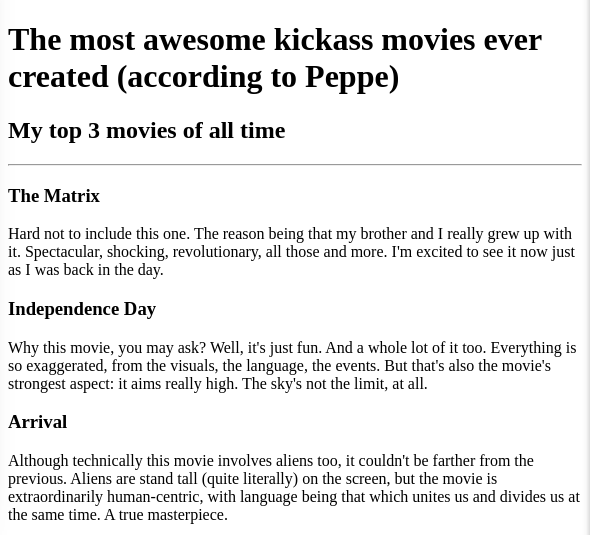 The most awesome kickass movies ever
created (according to Peppe)
My top 3 movies of all time
The Matrix
Hard not to include this one. The reason being that my brother and I really grew up with
it. Spectacular, shocking, revolutionary, all those and more. I'm excited to see it now just
as I was back in the day.
Independence Day
Why this movie, you may ask? Well, it's just fun. And a whole lot of it too. Everything is
so exaggerated, from the visuals, the language, the events. But that's also the movie's
strongest aspect: it aims really high. The sky's not the limit, at all.
Arrival
Although technically this movie involves aliens too, it couldn't be farther from the
previous. Aliens are stand tall (quite literally) on the screen, but the movie is
extraordinarily human-centric, with language being that which unites us and divides us at
the same time. A true masterpiece.